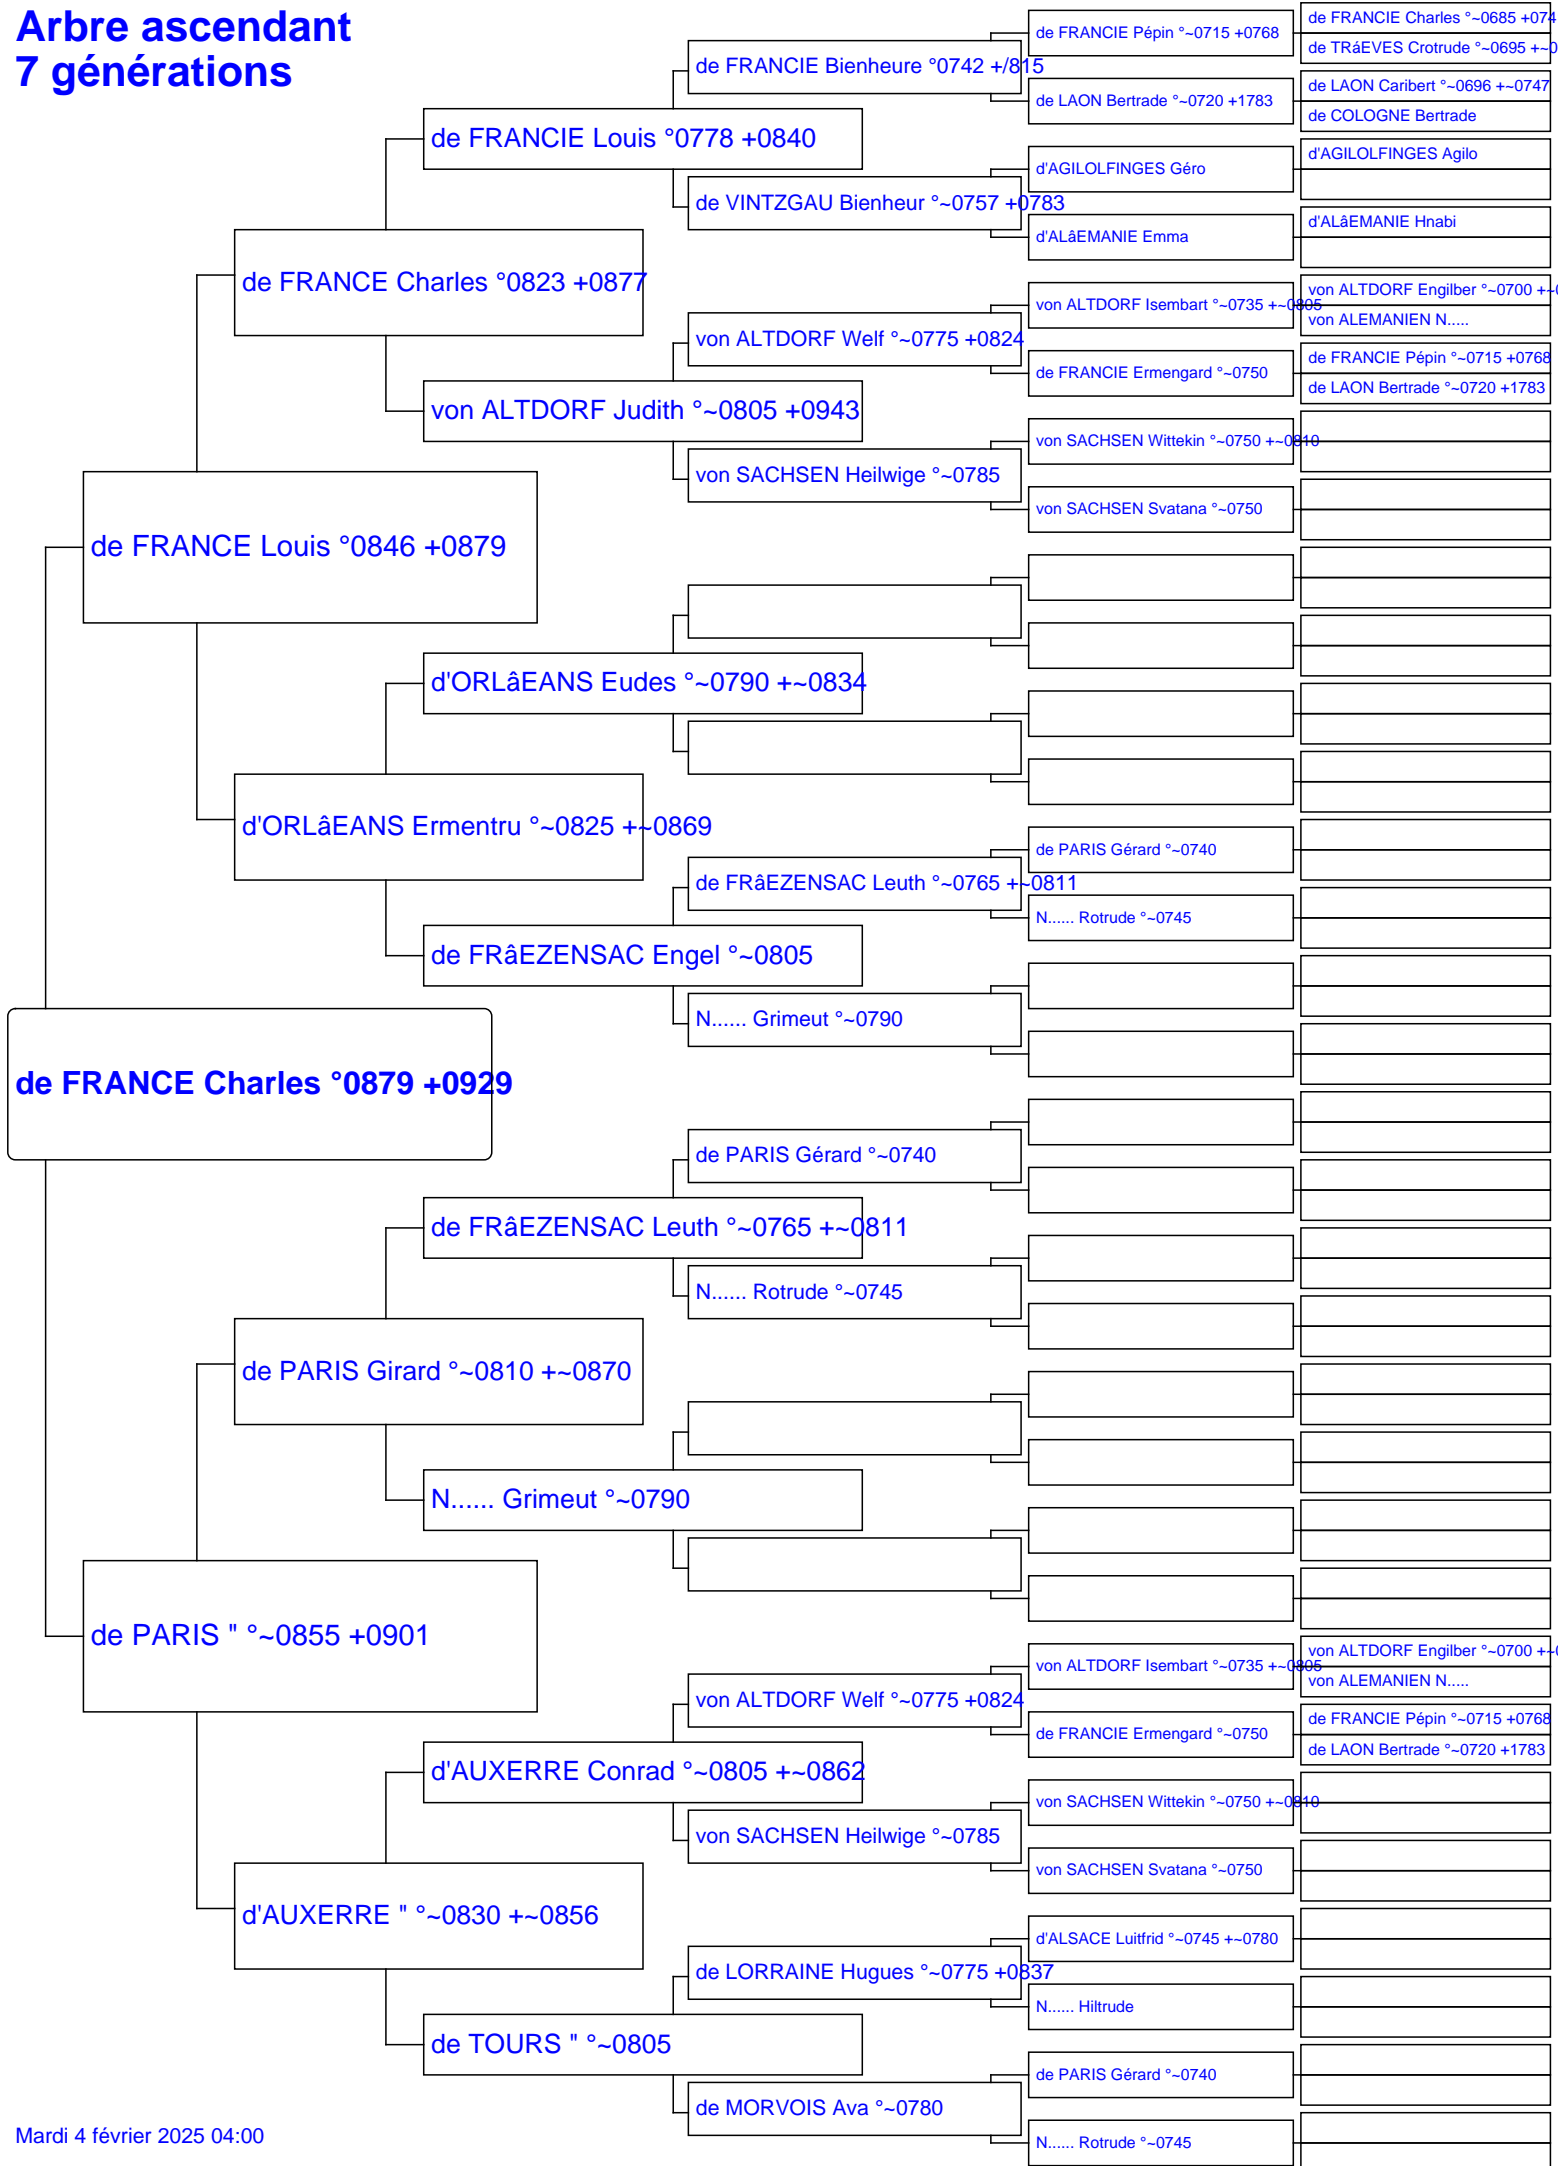 Arbre ascendant
7 générations
de FRANCE Charles °0879 +0929
de FRANCE Louis °0846 +0879
de PARIS " °~0855 +0901
de FRANCE Charles °0823 +0877
d'ORLâEANS Ermentru °~0825 +~0869
de PARIS Girard °~0810 +~0870
d'AUXERRE " °~0830 +~0856
de FRANCIE Louis °0778 +0840
von ALTDORF Judith °~0805 +0943
d'ORLâEANS Eudes °~0790 +~0834
de FRâEZENSAC Engel °~0805
de FRâEZENSAC Leuth °~0765 +~0811
N...... Grimeut °~0790
d'AUXERRE Conrad °~0805 +~0862
de TOURS " °~0805
de FRANCIE Bienheure °0742 +/815
de VINTZGAU Bienheur °~0757 +0783
von ALTDORF Welf °~0775 +0824
von SACHSEN Heilwige °~0785
de FRâEZENSAC Leuth °~0765 +~0811
N...... Grimeut °~0790
de PARIS Gérard °~0740
N...... Rotrude °~0745
von ALTDORF Welf °~0775 +0824
von SACHSEN Heilwige °~0785
de LORRAINE Hugues °~0775 +0837
de MORVOIS Ava °~0780
de FRANCIE Pépin °~0715 +0768
de LAON Bertrade °~0720 +1783
d'AGILOLFINGES Géro
d'ALâEMANIE Emma
von ALTDORF Isembart °~0735 +~0805
de FRANCIE Ermengard °~0750
von SACHSEN Wittekin °~0750 +~0810
von SACHSEN Svatana °~0750
de PARIS Gérard °~0740
N...... Rotrude °~0745
von ALTDORF Isembart °~0735 +~0805
de FRANCIE Ermengard °~0750
von SACHSEN Wittekin °~0750 +~0810
von SACHSEN Svatana °~0750
d'ALSACE Luitfrid °~0745 +~0780
N...... Hiltrude
de PARIS Gérard °~0740
N...... Rotrude °~0745
de FRANCIE Charles °~0685 +074
de TRáEVES Crotrude °~0695 +~0
de LAON Caribert °~0696 +~0747
de COLOGNE Bertrade
d'AGILOLFINGES Agilo
d'ALâEMANIE Hnabi
von ALTDORF Engilber °~0700 +~0
von ALEMANIEN N.....
de FRANCIE Pépin °~0715 +0768
de LAON Bertrade °~0720 +1783
von ALTDORF Engilber °~0700 +~0
von ALEMANIEN N.....
de FRANCIE Pépin °~0715 +0768
de LAON Bertrade °~0720 +1783
Mardi 4 février 2025 04:00